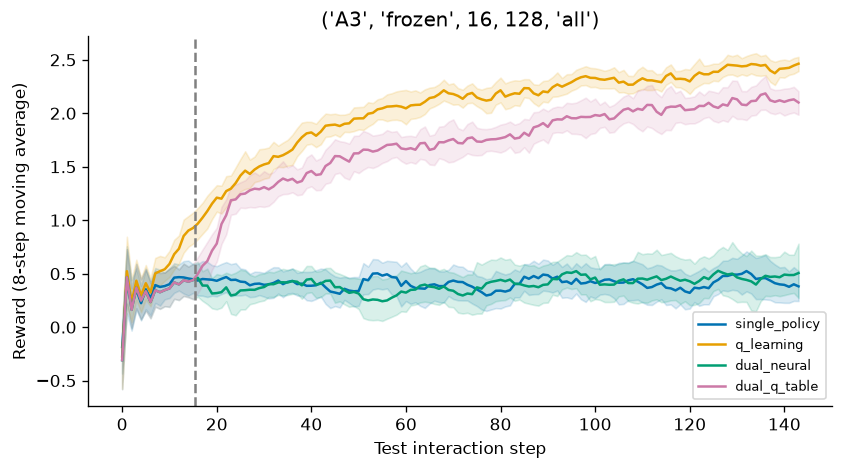 ('A3', 'frozen', 16, 128, 'all')
Reward (8-step moving average)
2.5
2.0
1.5
1.0
0.5
0.0
−0.5
0
20
40
60
80
100
120
140
Test interaction step
single_policy
q_learning
dual_neural
dual_q_table